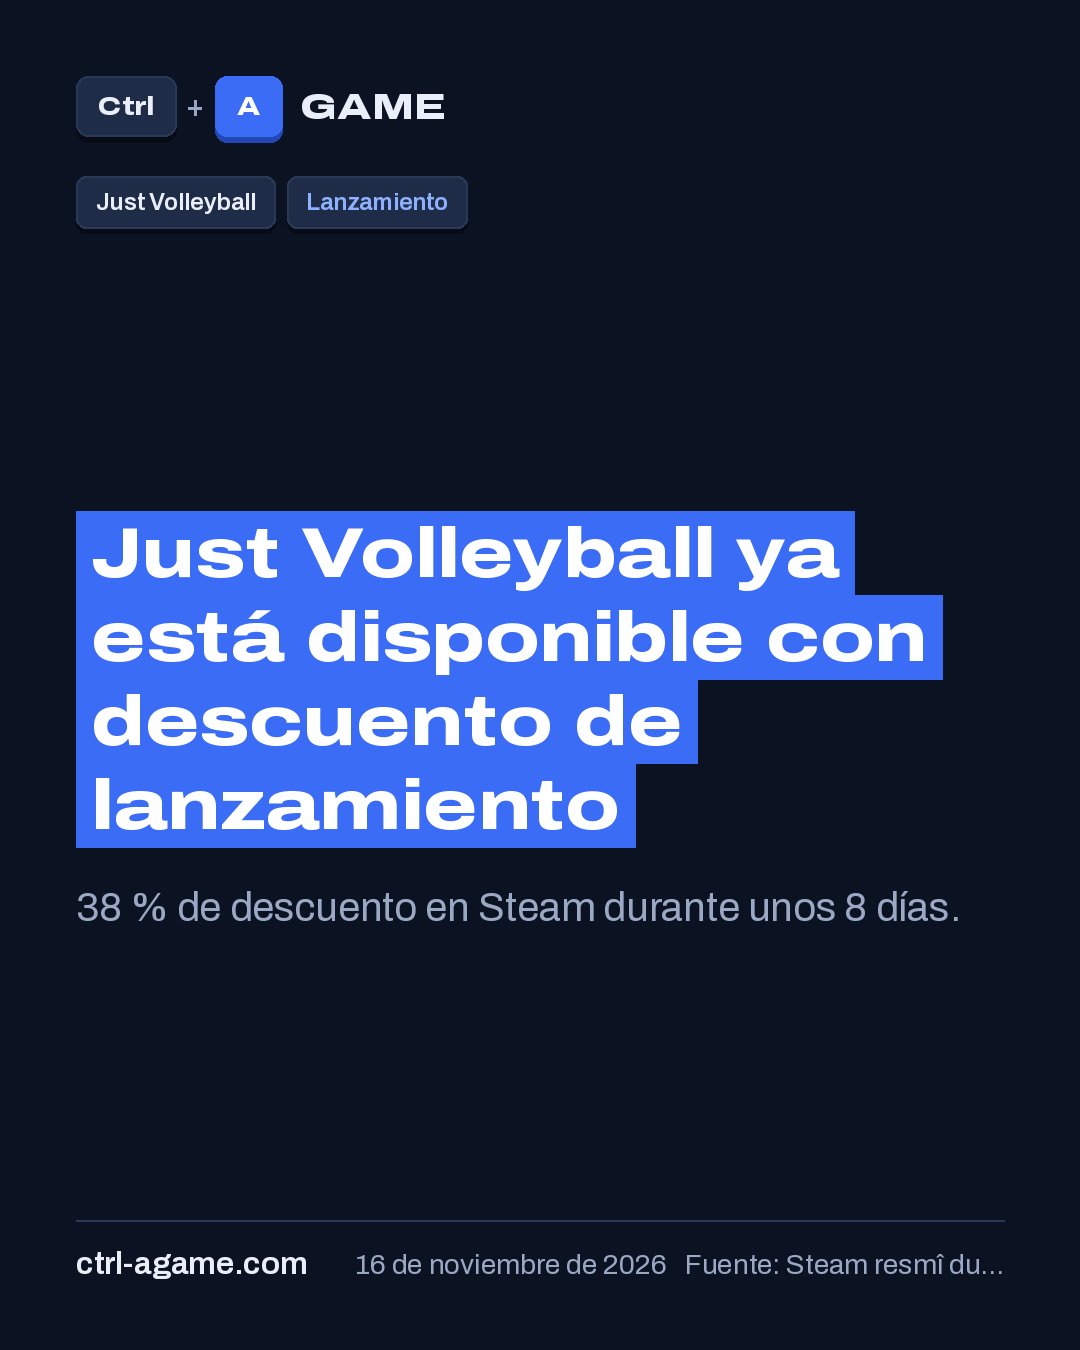 Ctrl + A GAME
Just Volleyball Lanzamiento
Just Volleyball ya
está disponible con
descuento de
lanzamiento
38 % de descuento en Steam durante unos 8 días.
ctrl-agame.com 16 de noviembre de 2026 Fuente: Steam resmî du…